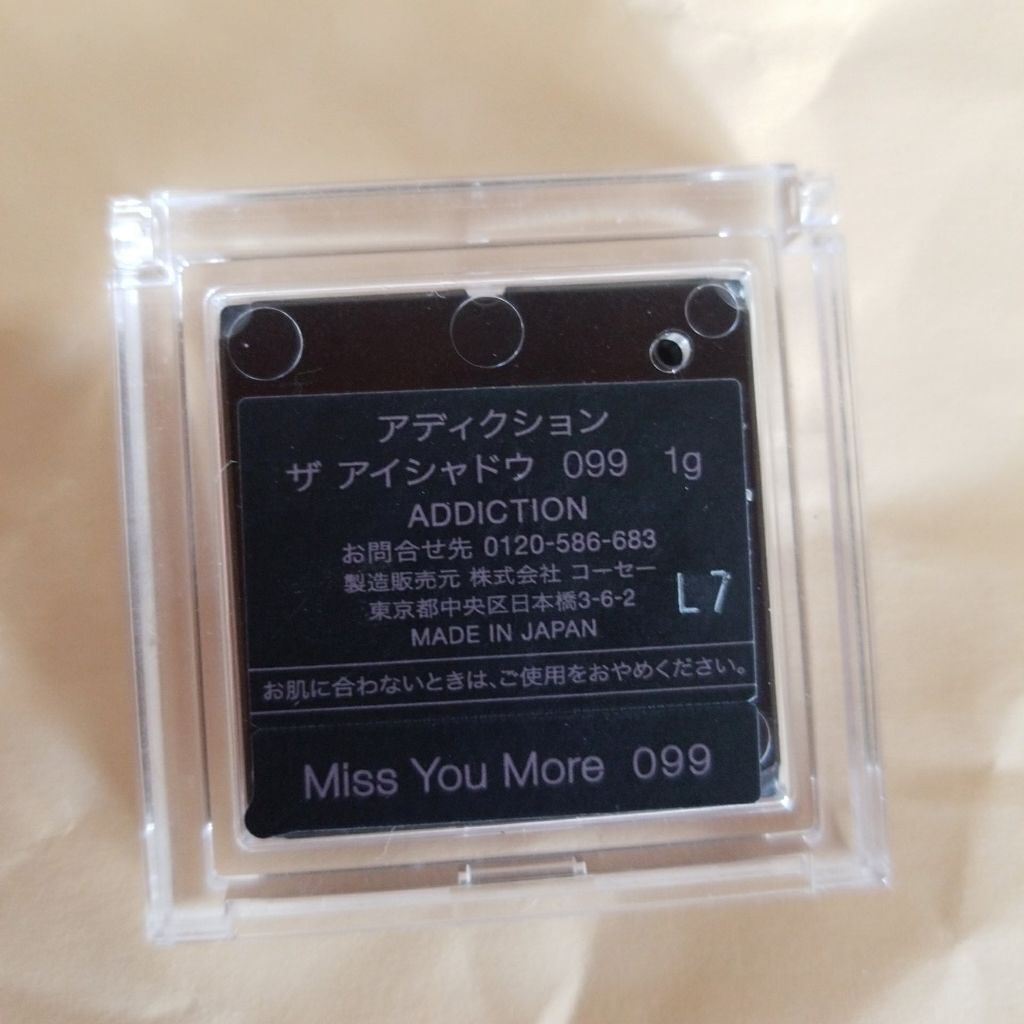 アディクション
ザ アイシャドウ 099 1g
ADDICTION
お問合せ先 0120-586-683
製造販売元 株式会社 コーセー
東京都中央区日本橋3-6-2
L7
MADE IN JAPAN
お肌に合わないときは、ご使用をおやめください。
Miss You More 099